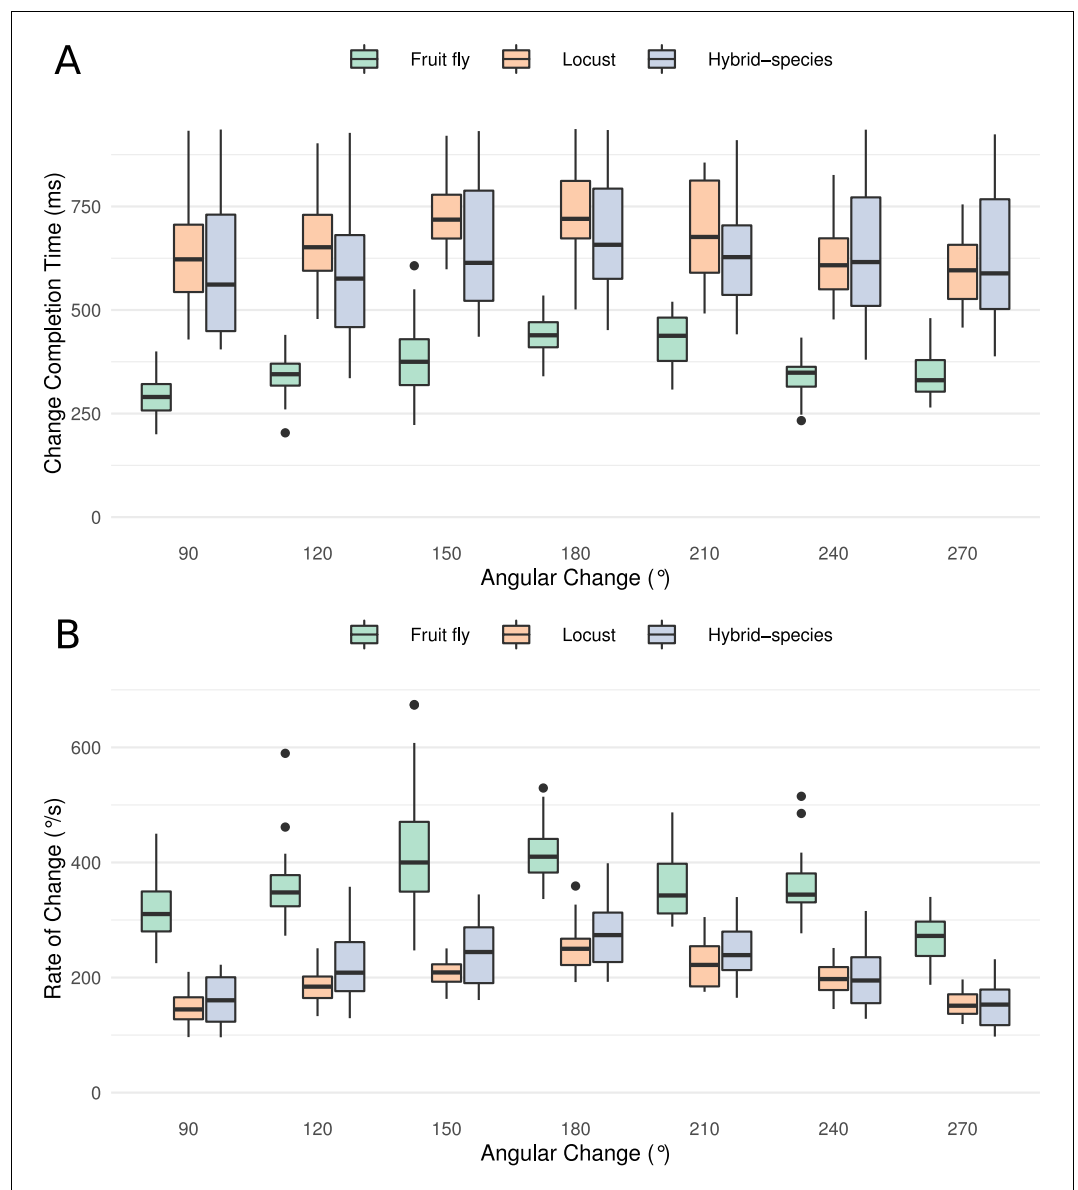 A
Fruit fly Locust Hybrid–species
Change Completion Time (ms)
750
500
250
0
90 120 150 180 210 240 270
Angular Change (°)
B
Fruit fly Locust Hybrid–species
Rate of Change (°/s)
600
400
200
0
90 120 150 180 210 240 270
Angular Change (°)